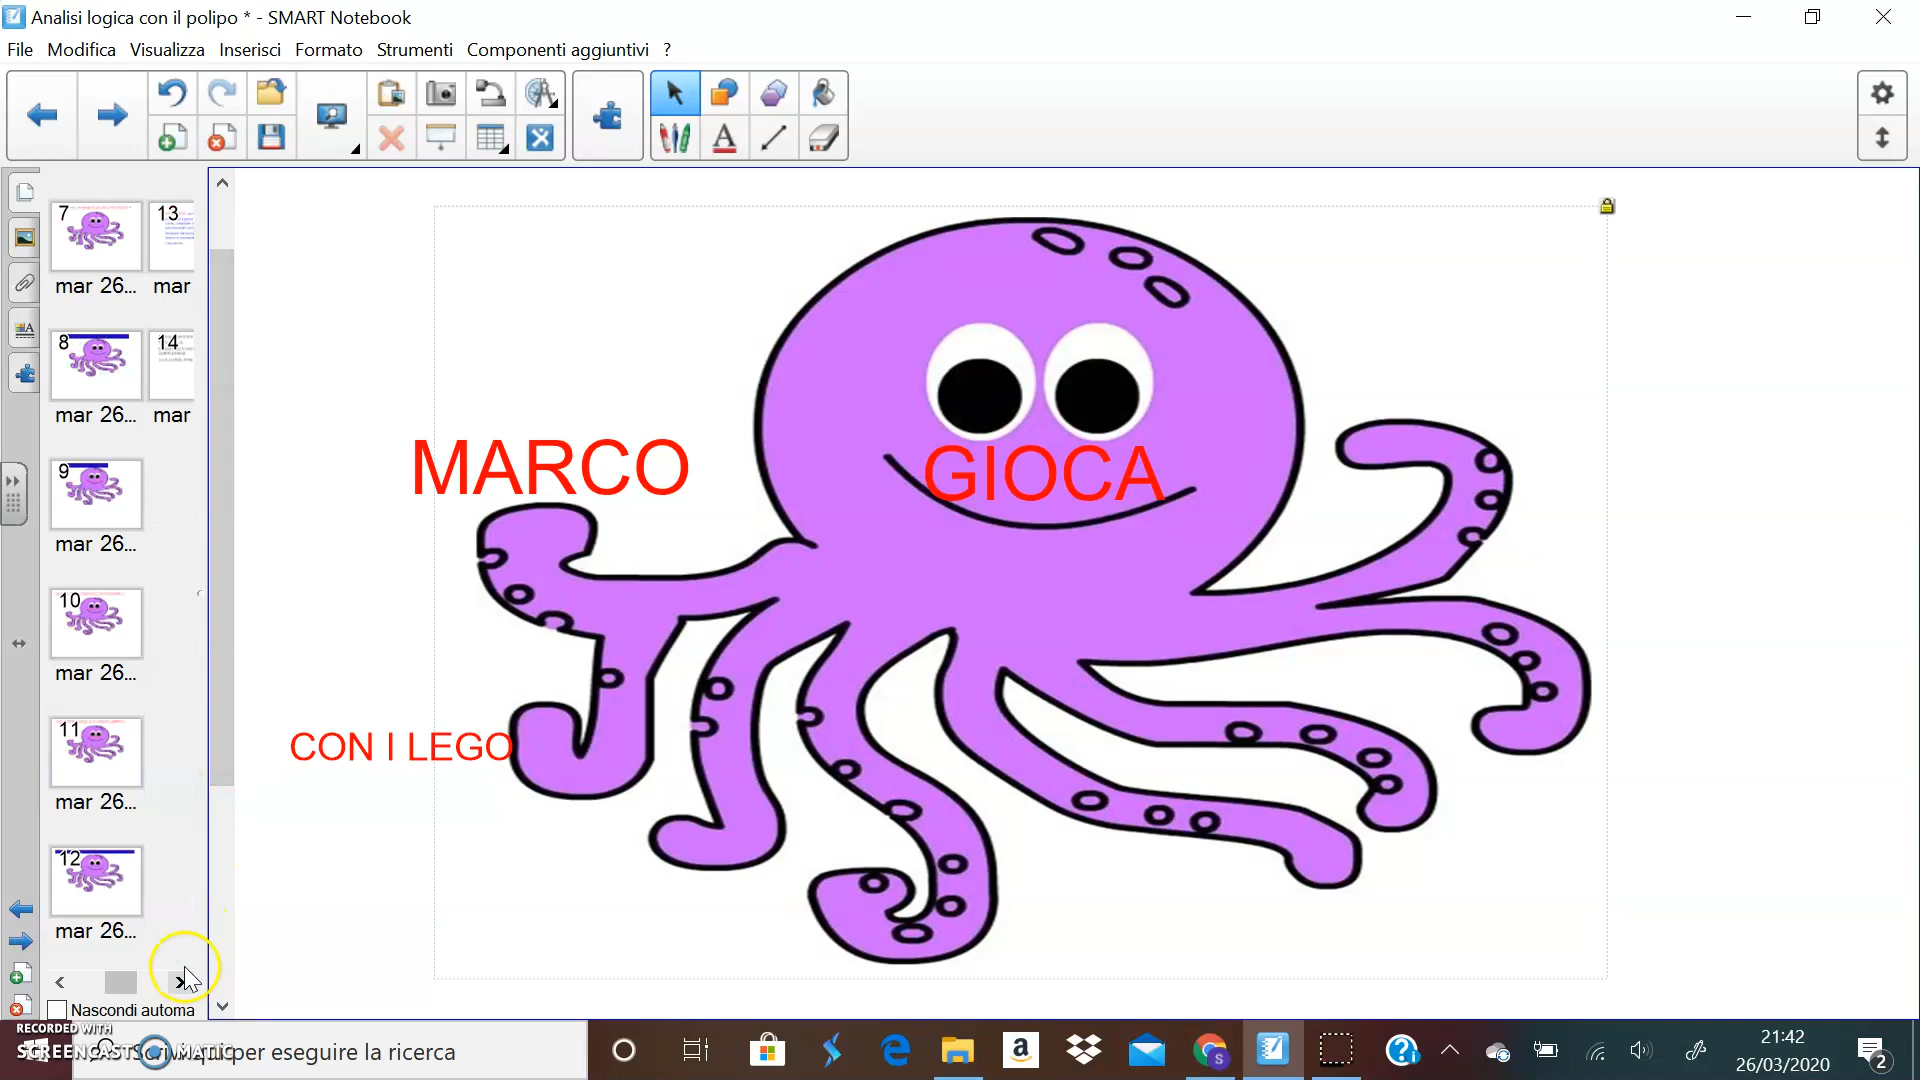 Analisi logica con il polipo * - SMART Notebook
File Modifica Visualizza Inserisci Formato Strumenti Componenti aggiuntivi ?
7
13
mar 26...
mar
8
14
mar 26...
mar
9
mar 26...
10
mar 26...
11
mar 26...
12
mar 26...
MARCO
GIOCA
CON I LEGO
Nascondi automa
RECORDED WITH
SCREENCAST MATIC
per eseguire la ricerca
21:42
26/03/2020
2